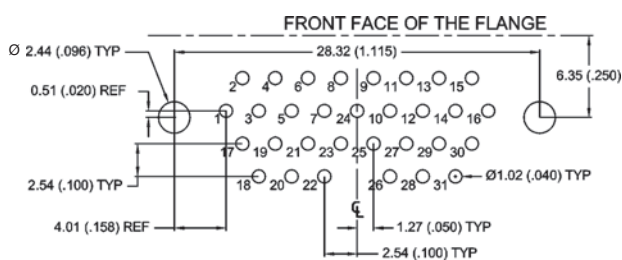 FRONT FACE OF THE FLANGE
Ø 2.44 (.096) TYP
28.32 (1.115)
6.35 (.250)
0.51 (.020) REF
2 4 6 8 9 11 13 15
1 3 5 7 24 10 12 14 16
17 19 21 23 25 27 29 30
18 20 22 26 28 31
2.54 (.100) TYP
Ø1.02 (.040) TYP
℄
4.01 (.158) REF
1.27 (.050) TYP
2.54 (.100) TYP